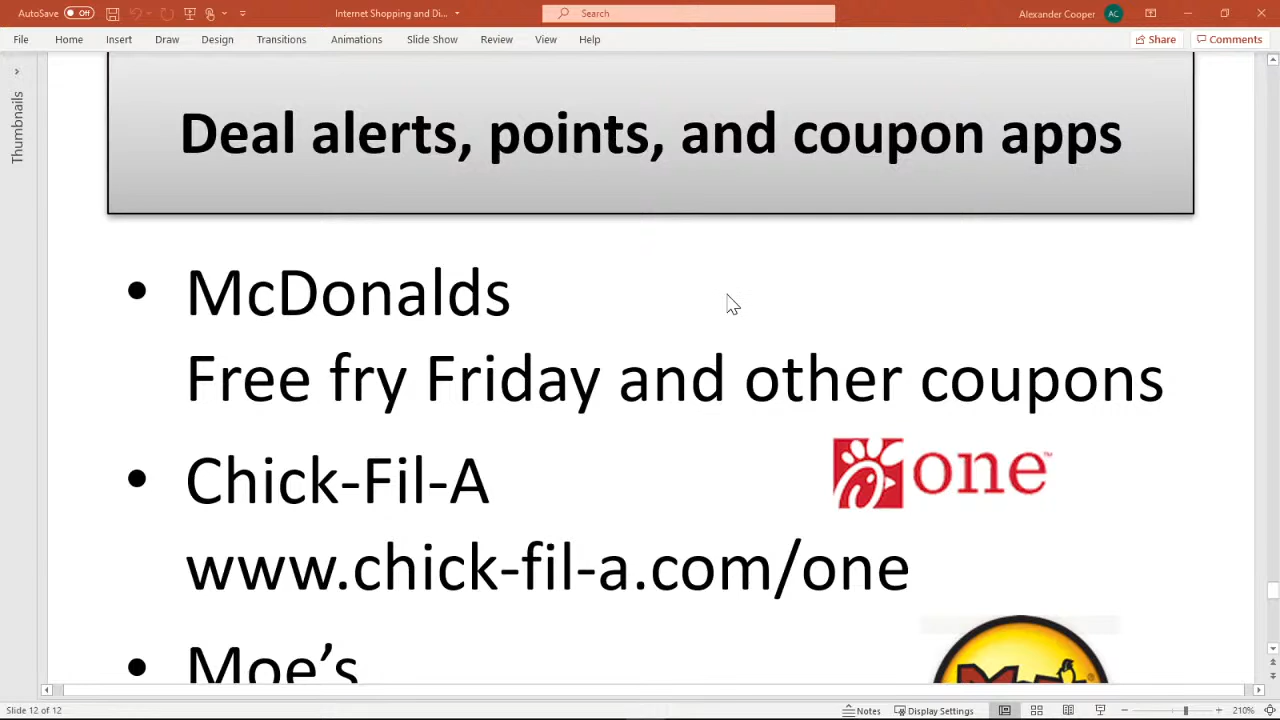 AutoSave Off Internet Shopping and Di... Search Alexander Cooper AC
File Home Insert Draw Design Transitions Animations Slide Show Review View Help Share Comments
Thumbnails
Deal alerts, points, and coupon apps
• McDonalds
Free fry Friday and other coupons
• Chick-Fil-A
one™
www.chick-fil-a.com/one
• Moe's
Slide 12 of 12 Notes Display Settings 210%